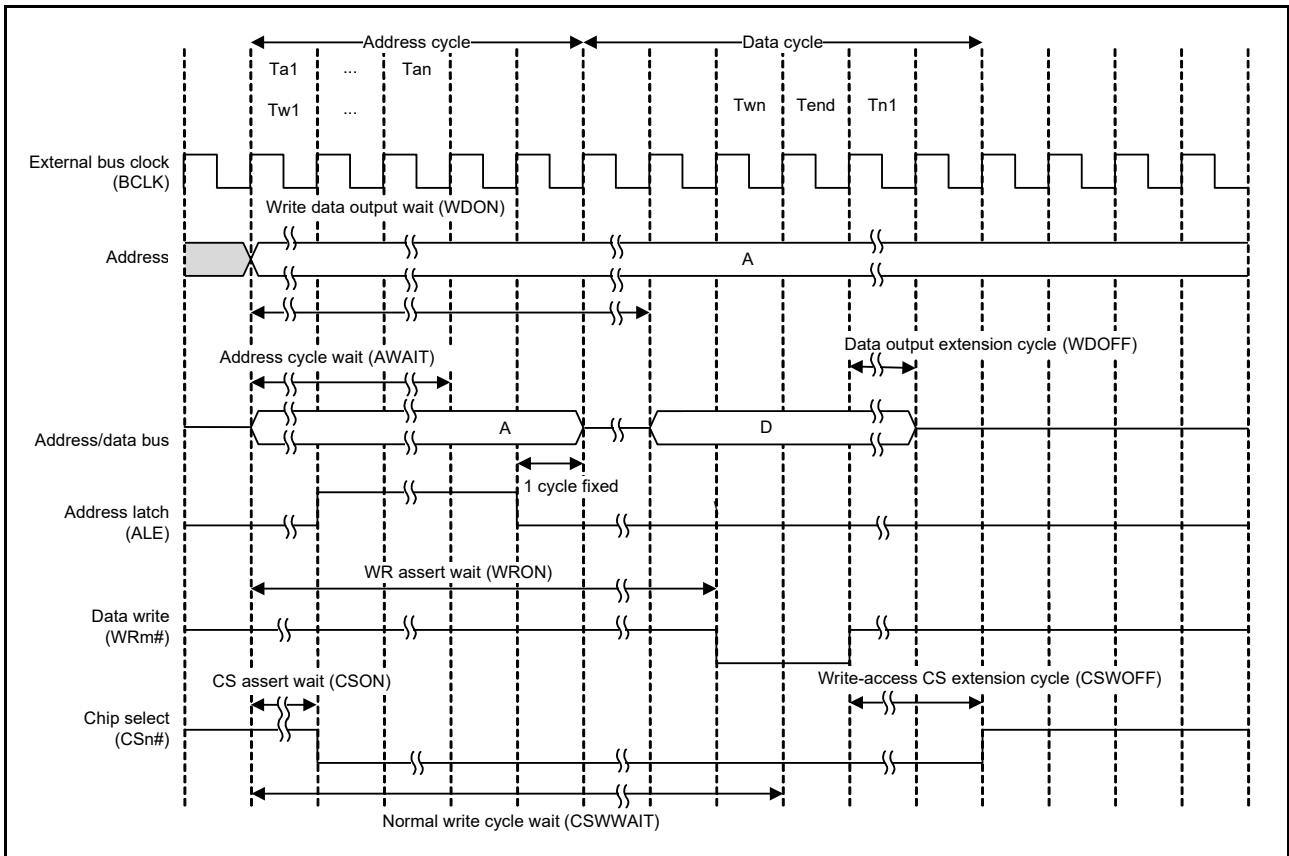 Address cycle
Data cycle
Ta1 ... Tan
Twn Tend Tn1
Tw1 ...
External bus clock
(BCLK)
Write data output wait (WDON)
Address
A
Data output extension cycle (WDOFF)
Address cycle wait (AWAIT)
Address/data bus
A
D
1 cycle fixed
Address latch
(ALE)
WR assert wait (WRON)
Data write
(WRm#)
CS assert wait (CSON)
Write-access CS extension cycle (CSWOFF)
Chip select
(CSn#)
Normal write cycle wait (CSWWAIT)